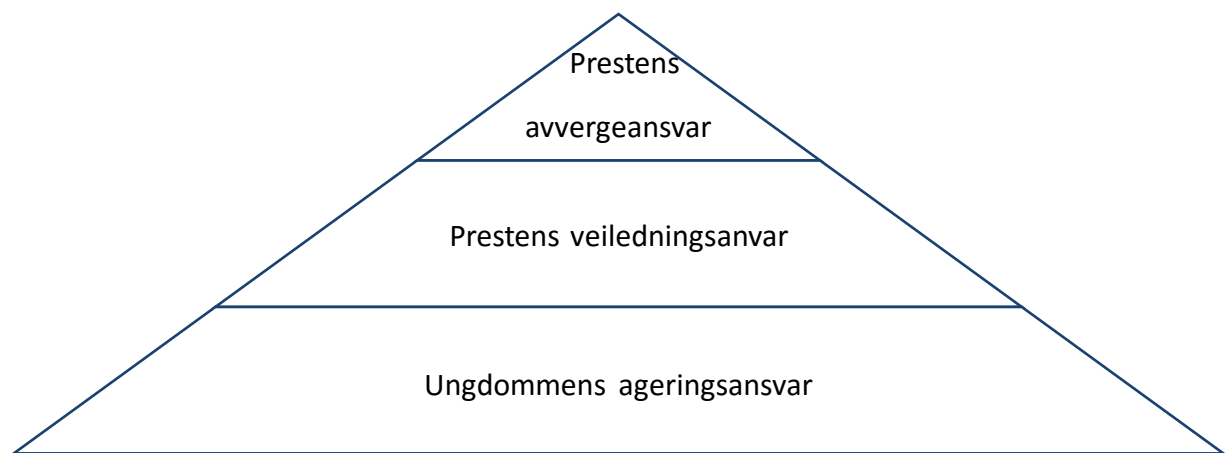 Prestens
avvergeansvar
Prestens veiledningsanvar
Ungdommens ageringsansvar